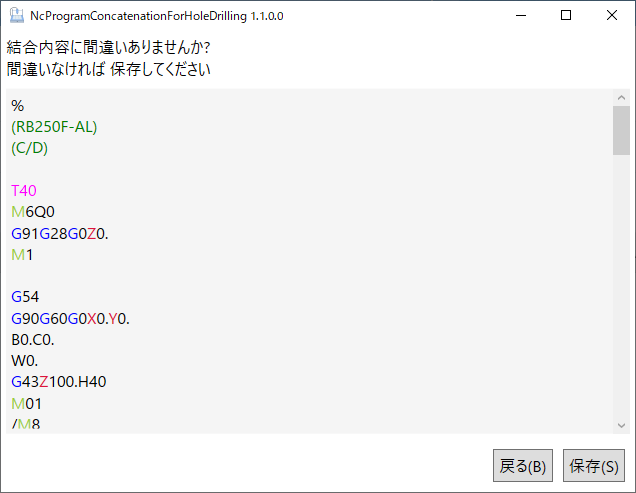 NcProgramConcatenationForHoleDrilling 1.1.0.0
結合内容に間違いありませんか?
間違いなければ 保存してください
%
(RB250F-AL)
(C/D)
T40
M6Q0
G91G28G0Z0.
M1
G54
G90G60G0X0.Y0.
B0.C0.
W0.
G43Z100.H40
M01
/M8
戻る(B)
保存(S)